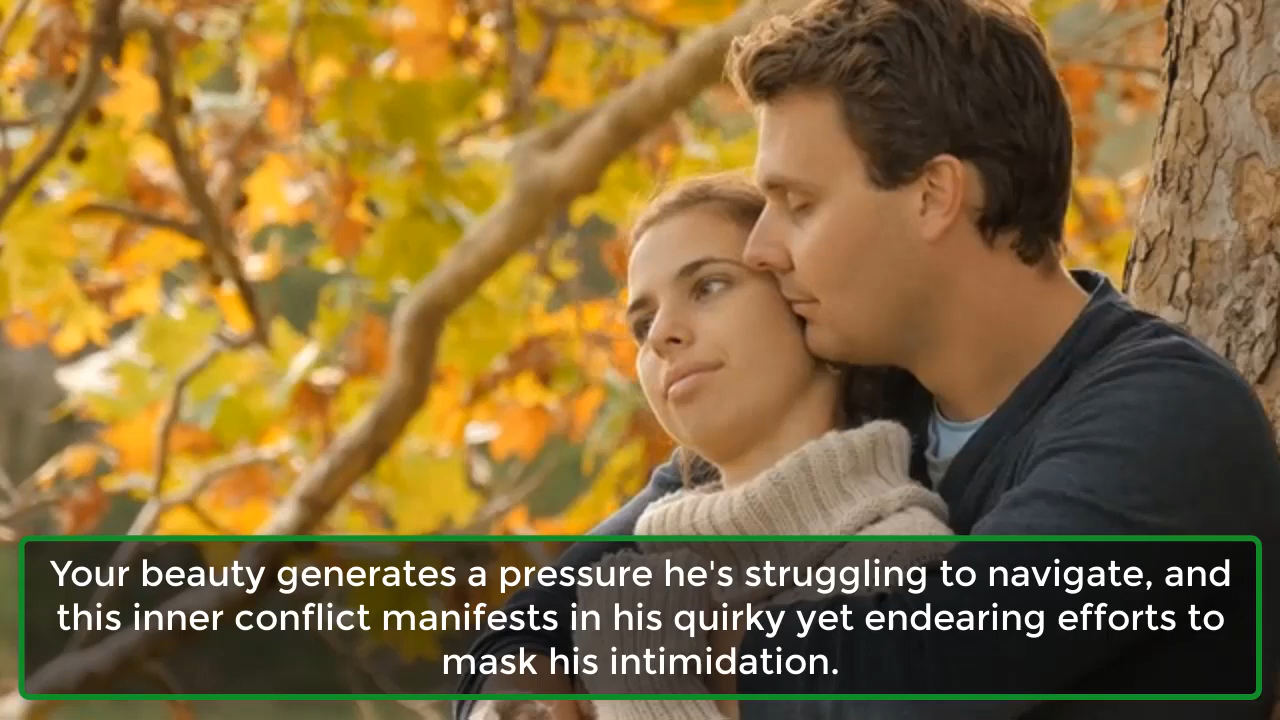 Your beauty generates a pressure he's struggling to navigate, and
this inner conflict manifests in his quirky yet endearing efforts to
mask his intimidation.